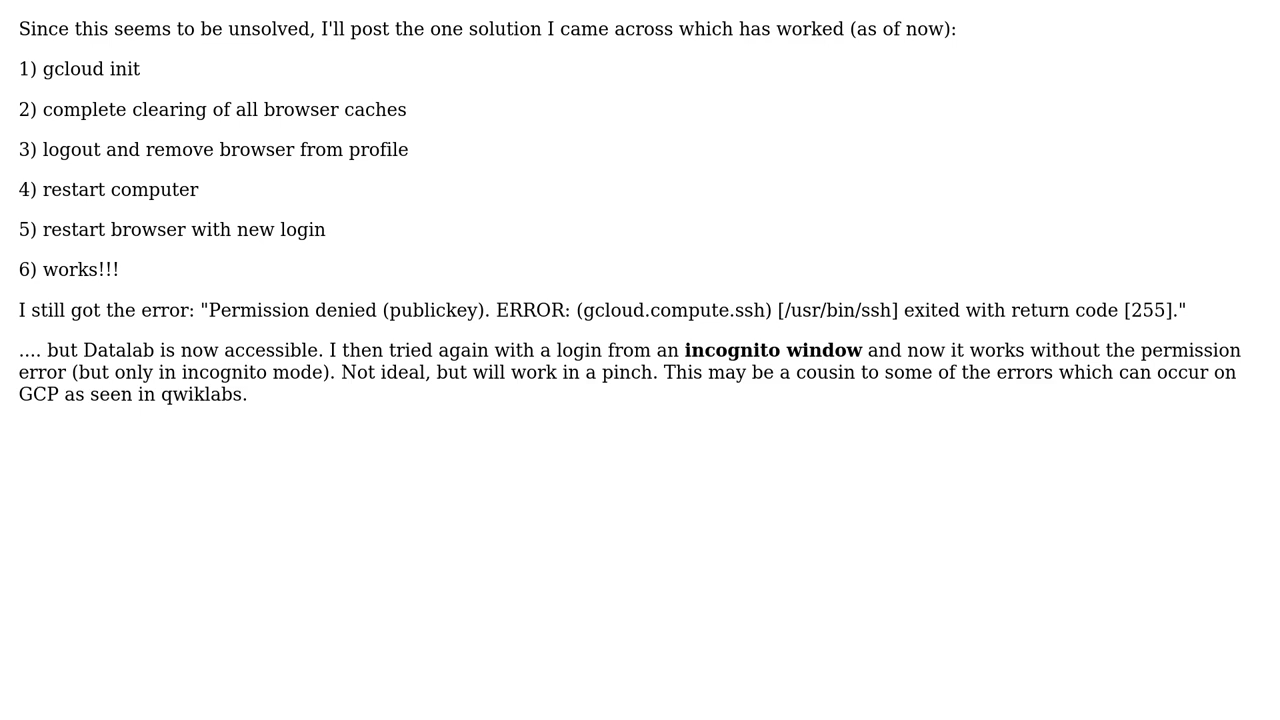 Since this seems to be unsolved, I'll post the one solution I came across which has worked (as of now):
1) gcloud init
2) complete clearing of all browser caches
3) logout and remove browser from profile
4) restart computer
5) restart browser with new login
6) works!!!
I still got the error: "Permission denied (publickey). ERROR: (gcloud.compute.ssh) [/usr/bin/ssh] exited with return code [255]."
.... but Datalab is now accessible. I then tried again with a login from an incognito window and now it works without the permission
error (but only in incognito mode). Not ideal, but will work in a pinch. This may be a cousin to some of the errors which can occur on
GCP as seen in qwiklabs.